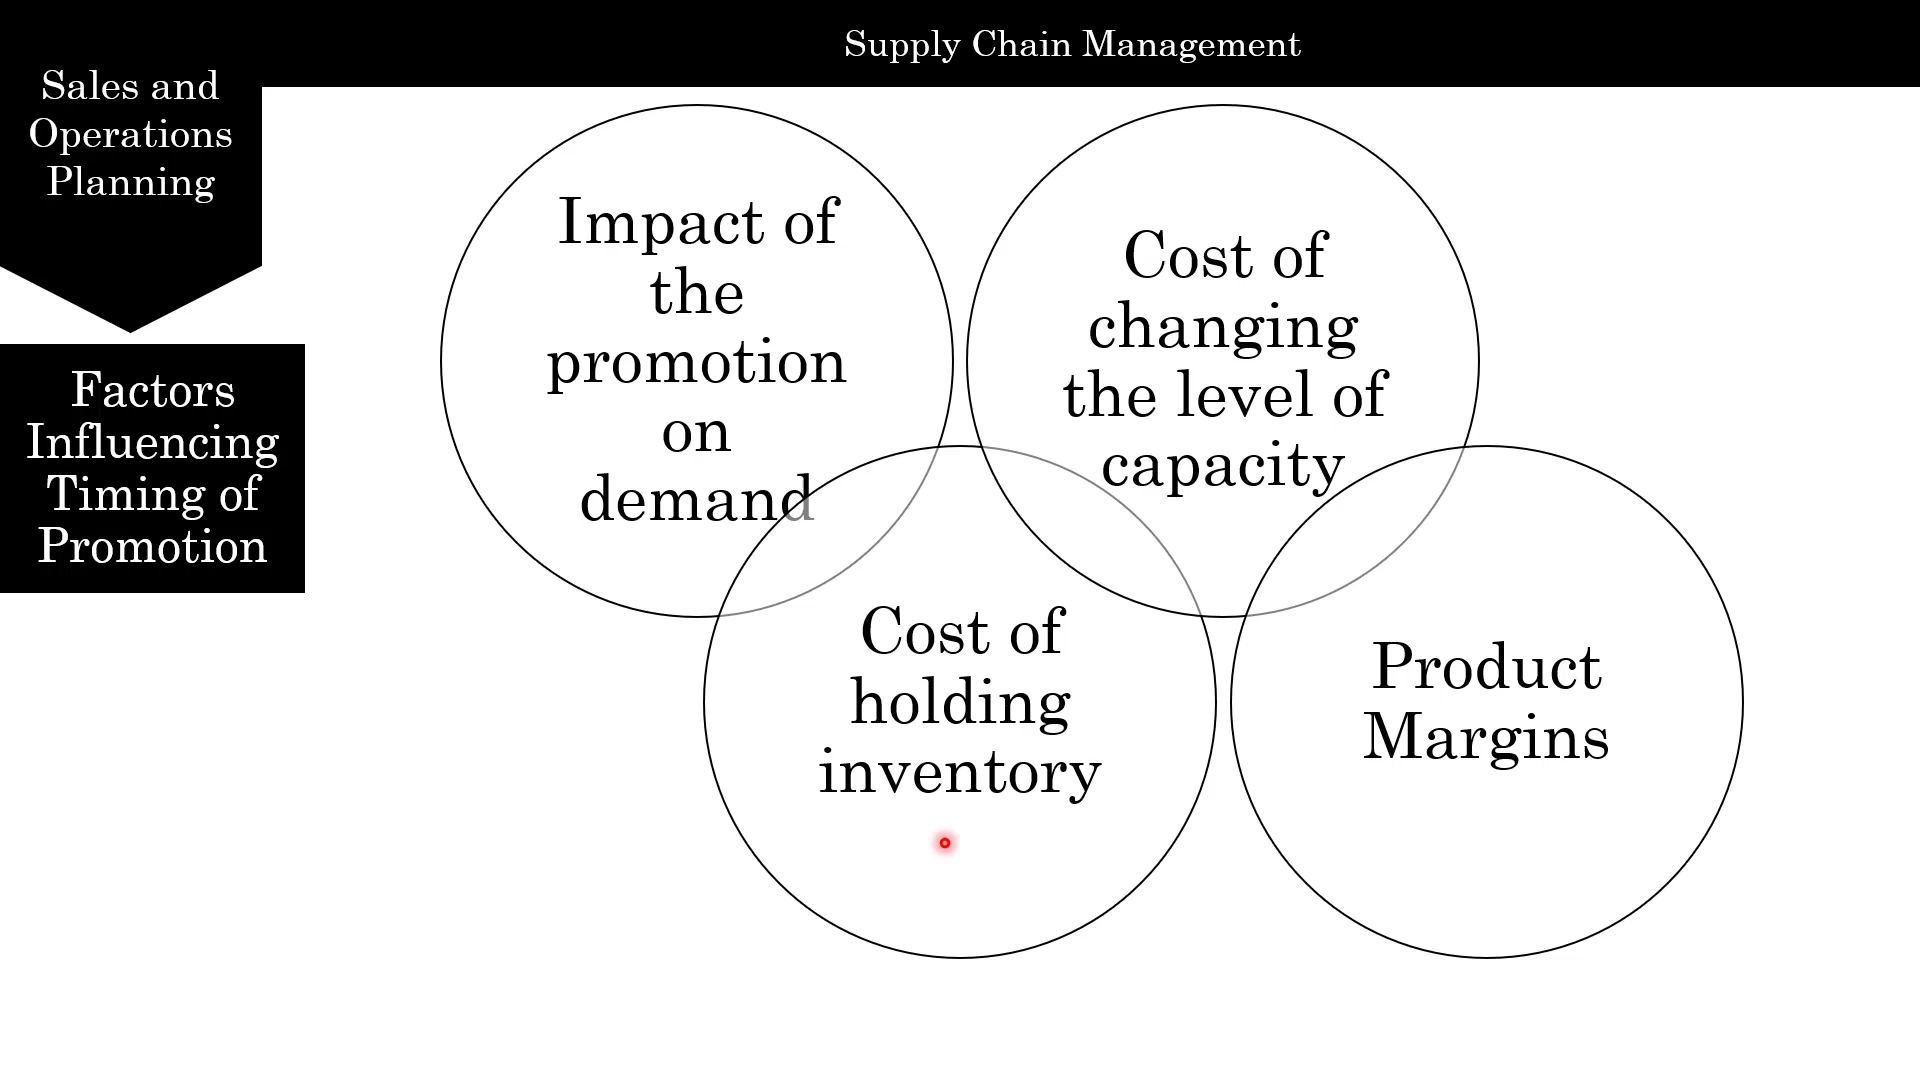 Supply Chain Management
Sales and
Operations
Planning
Factors
Influencing
Timing of
Promotion
Impact of
the
promotion
on
demand
Cost of
changing
the level of
capacity
Cost of
holding
inventory
Product
Margins